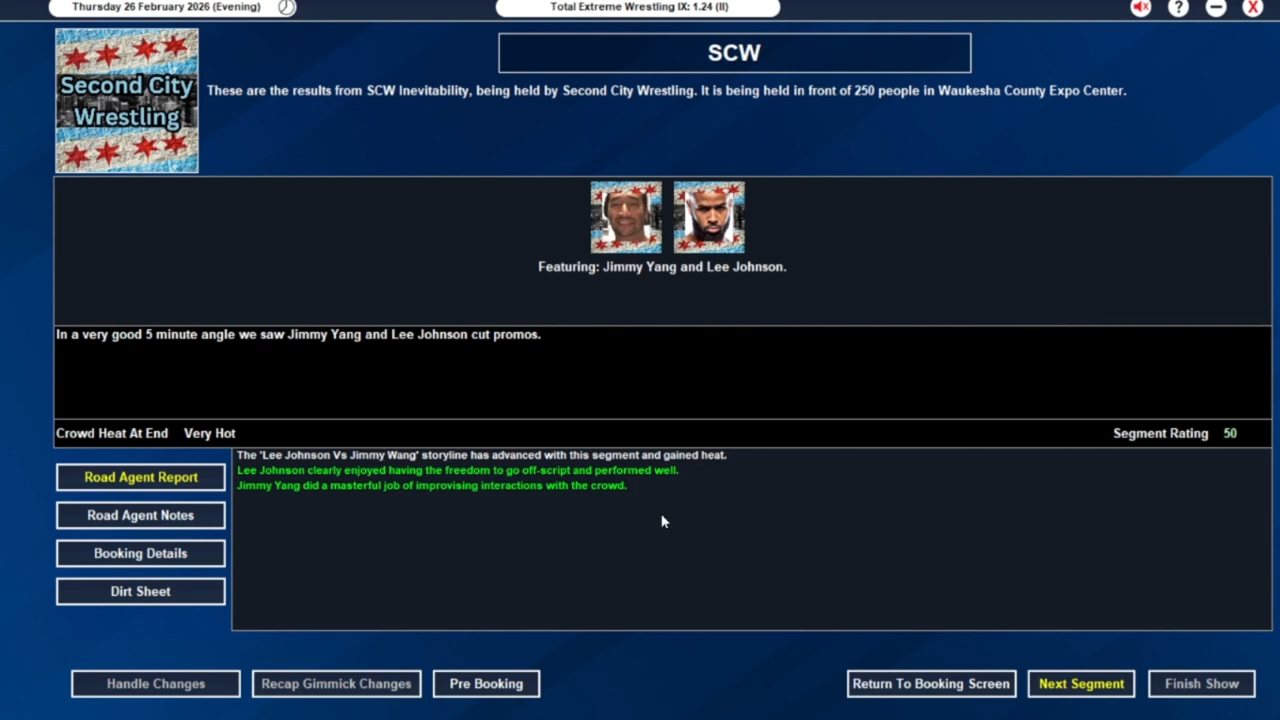 Thursday 26 February 2026 (Evening)
Total Extreme Wrestling IX: 1.24 (II)
?
X
SCW
Second City
Wrestling
These are the results from SCW Inevitability, being held by Second City Wrestling. It is being held in front of 250 people in Waukesha County Expo Center.
Featuring: Jimmy Yang and Lee Johnson.
In a very good 5 minute angle we saw Jimmy Yang and Lee Johnson cut promos.
Crowd Heat At End Very Hot
Segment Rating 50
The 'Lee Johnson Vs Jimmy Wang' storyline has advanced with this segment and gained heat.
Lee Johnson clearly enjoyed having the freedom to go off-script and performed well.
Jimmy Yang did a masterful job of improvising interactions with the crowd.
Road Agent Report
Road Agent Notes
Booking Details
Dirt Sheet
Handle Changes
Recap Gimmick Changes
Pre Booking
Return To Booking Screen
Next Segment
Finish Show